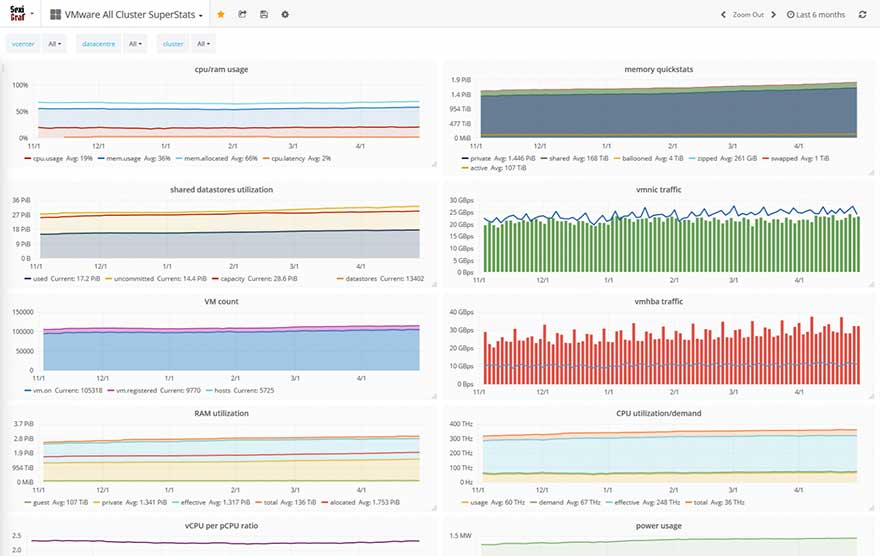 Sexi
Graf
VMware All Cluster SuperStats
Zoom Out
Last 6 months
vcenter All
datacentre All
cluster All
cpu/ram usage
100%
50%
0%
11/1 12/1 1/1 2/1 3/1 4/1
cpu.usage Avg: 19% mem.usage Avg: 36% mem.allocated Avg: 66% cpu.latency Avg: 2%
memory quickstats
1.9 PiB
1.4 PiB
954 TiB
477 TiB
0 MiB
11/1 12/1 1/1 2/1 3/1 4/1
private Avg: 1.446 PiB shared Avg: 168 TiB ballooned Avg: 4 TiB zipped Avg: 261 GiB swapped Avg: 1 TiB
active Avg: 107 TiB
shared datastores utilization
36 PiB
27 PiB
18 PiB
9 PiB
0 B
11/1 12/1 1/1 2/1 3/1 4/1
used Current: 17.2 PiB uncommitted Current: 14.4 PiB capacity Current: 28.6 PiB datastores Current: 13402
vmnic traffic
30 GBps
25 GBps
20 GBps
15 GBps
10 GBps
5 GBps
0 Bps
11/1 12/1 1/1 2/1 3/1 4/1
VM count
150000
100000
50000
0
11/1 12/1 1/1 2/1 3/1 4/1
vm.on Current: 105318 vm.registered Current: 9770 hosts Current: 5725
vmhba traffic
40 GBps
30 GBps
20 GBps
10 GBps
0 Bps
11/1 12/1 1/1 2/1 3/1 4/1
RAM utilization
3.7 PiB
2.8 PiB
1.9 PiB
954 TiB
0 MiB
11/1 12/1 1/1 2/1 3/1 4/1
guest Avg: 107 TiB private Avg: 1.341 PiB effective Avg: 1.317 PiB total Avg: 136 TiB allocated Avg: 1.753 PiB
CPU utilization/demand
400 THz
300 THz
200 THz
100 THz
0 Hz
11/1 12/1 1/1 2/1 3/1 4/1
usage Avg: 60 THz demand Avg: 67 THz effective Avg: 248 THz total Avg: 36 THz
vCPU per pCPU ratio
2.5
2.0
power usage
1.5 MW